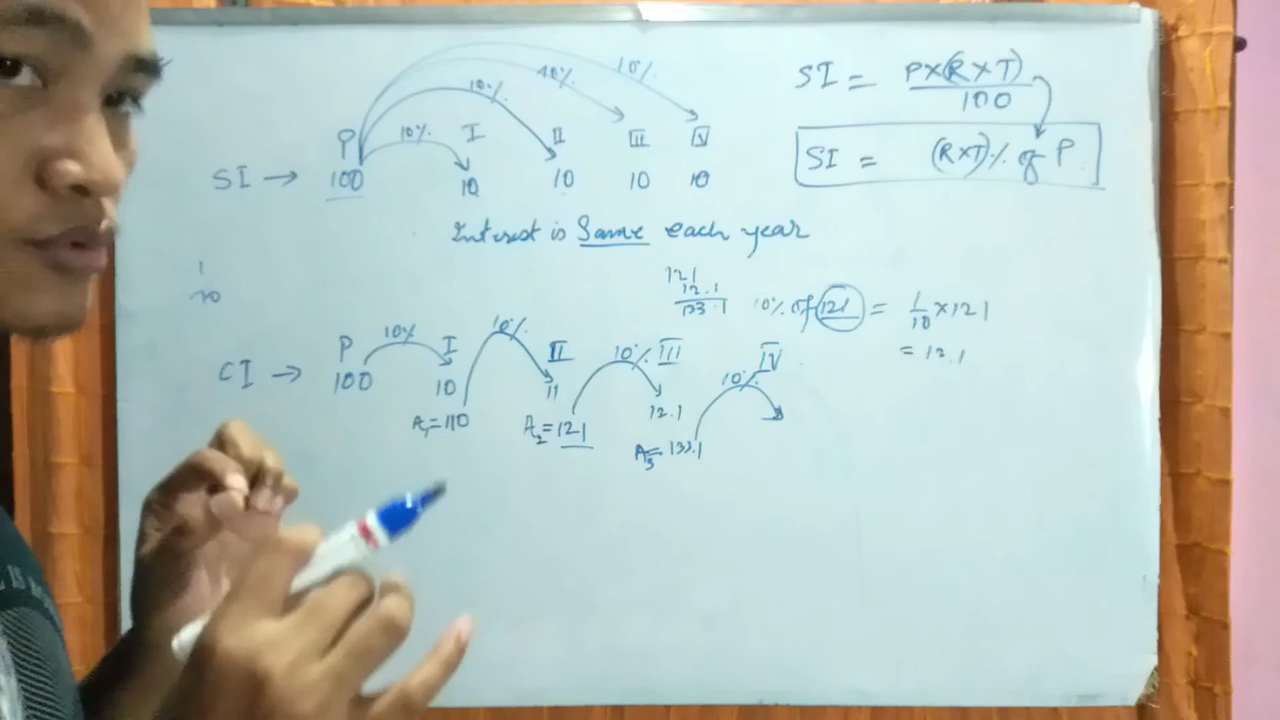 10% 10% 10% 10%
P I II III IV
SI → 100 10 10 10 10
SI = P×(R×T)
100
SI = (R×T)% of P
Interest is Same each year
1
10
121
12.1
133.1
10% of 121 = 1/10 × 121
= 12.1
10% 10% 10% 10%
P I II III IV
CI → 100 10 11 12.1
A1=110 A2=121 A3=133.1